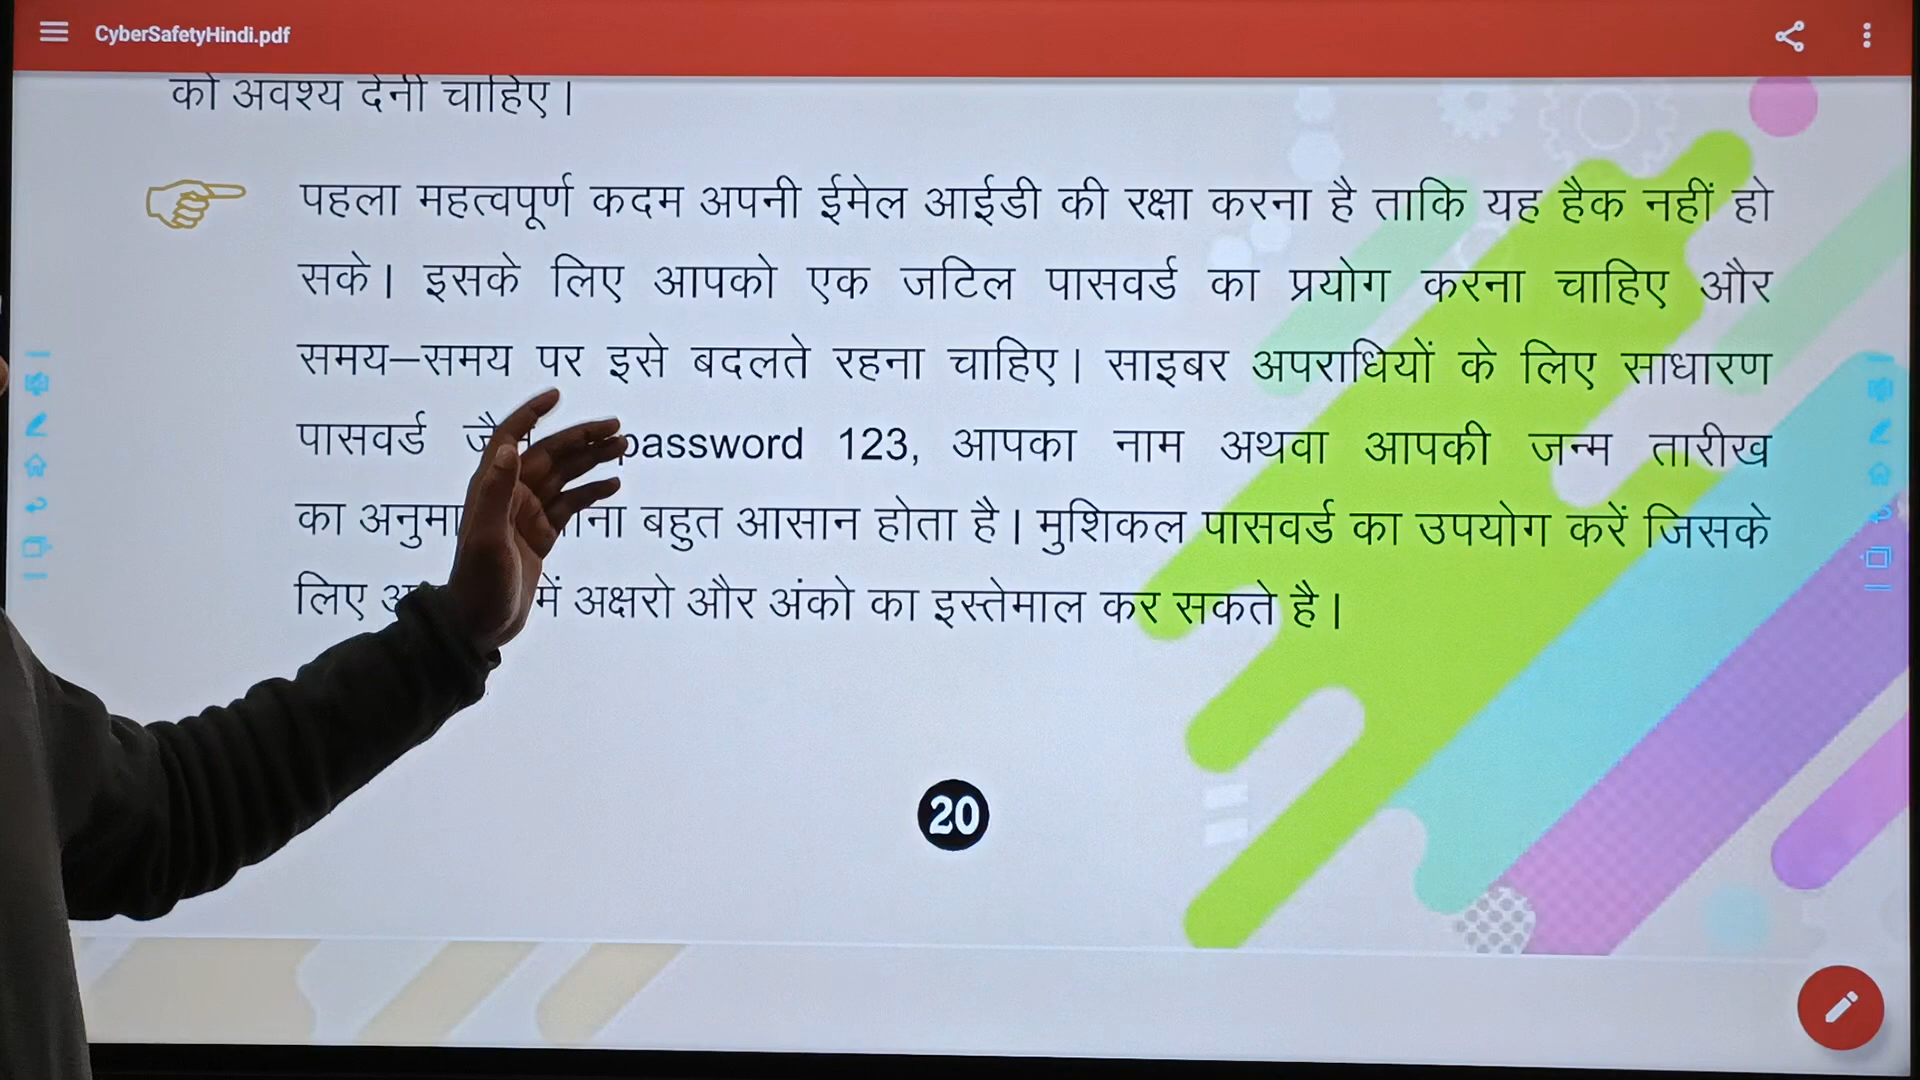 CyberSafetyHindi.pdf
को अवश्य देनी चाहिए।
पहला महत्वपूर्ण कदम अपनी ईमेल आईडी की रक्षा करना है ताकि यह हैक नहीं हो
सके। इसके लिए आपको एक जटिल पासवर्ड का प्रयोग करना चाहिए और
समय–समय पर इसे बदलते रहना चाहिए। साइबर अपराधियों के लिए साधारण
पासवर्ड password 123, आपका नाम अथवा आपकी जन्म तारीख
का बहुत आसान होता है। मुशिकल पासवर्ड का उपयोग करें जिसके
लिए में अक्षरो और अंको का इस्तेमाल कर सकते है।
20